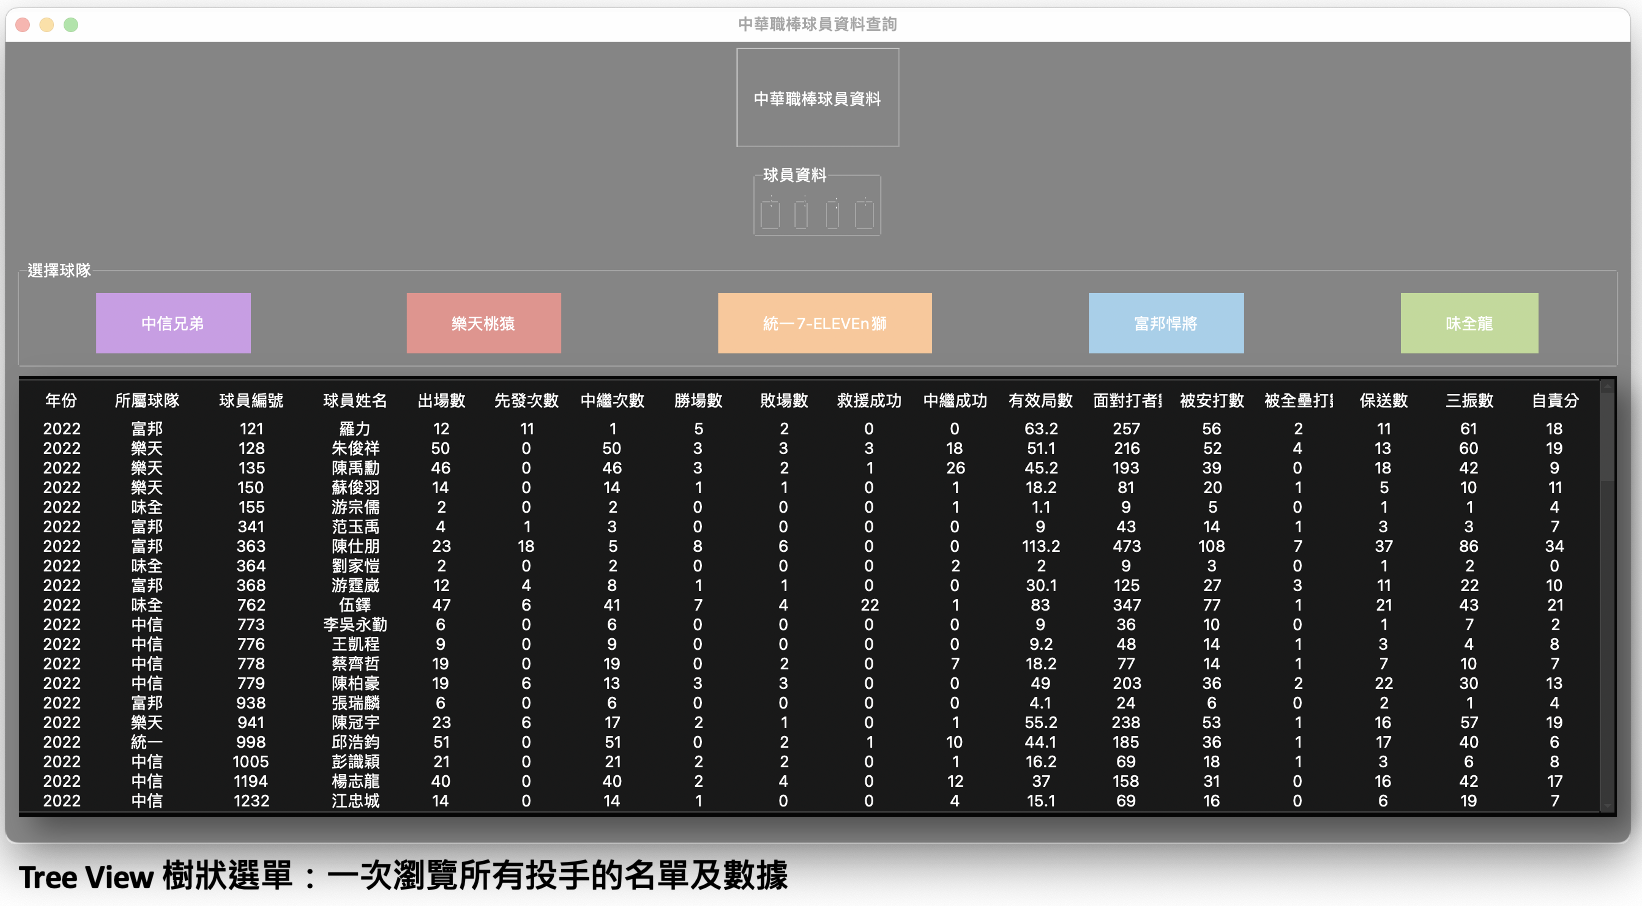 中華職棒球員資料查詢
中華職棒球員資料
球員資料
選擇球隊
中信兄弟 樂天桃猿 統一7-ELEVEn獅 富邦悍將 味全龍
年份 所屬球隊 球員編號 球員姓名 出場數 先發次數 中繼次數 勝場數 敗場數 救援成功 中繼成功 有效局數 面對打者 被安打數 被全壘打 保送數 三振數 自責分
2022 富邦 121 羅力 12 11 1 5 2 0 0 63.2 257 56 2 11 61 18
2022 樂天 128 朱俊祥 50 0 50 3 3 3 18 51.1 216 52 4 13 60 19
2022 樂天 135 陳禹勳 46 0 46 3 2 1 26 45.2 193 39 0 18 42 9
2022 樂天 150 蘇俊羽 14 0 14 1 1 0 1 18.2 81 20 1 5 10 11
2022 味全 155 游宗儒 2 0 2 0 0 0 1 1.1 9 5 0 1 1 4
2022 富邦 341 范玉禹 4 1 3 0 0 0 0 9 43 14 1 3 3 7
2022 富邦 363 陳仕朋 23 18 5 8 6 0 0 113.2 473 108 7 37 86 34
2022 味全 364 劉家愷 2 0 2 0 0 0 2 2 9 3 0 1 2 0
2022 富邦 368 游霆崴 12 4 8 1 1 0 0 30.1 125 27 3 11 22 10
2022 味全 762 伍鐸 47 6 41 7 4 22 1 83 347 77 1 21 43 21
2022 中信 773 李吳永勤 6 0 6 0 0 0 0 9 36 10 0 1 7 2
2022 中信 776 王凱程 9 0 9 0 0 0 0 9.2 48 14 1 3 4 8
2022 中信 778 蔡齊哲 19 0 19 0 2 0 7 18.2 77 14 1 7 10 7
2022 中信 779 陳柏豪 19 6 13 3 3 0 0 49 203 36 2 22 30 13
2022 富邦 938 張瑞麟 6 0 6 0 0 0 0 4.1 24 6 0 2 1 4
2022 樂天 941 陳冠宇 23 6 17 2 1 0 1 55.2 238 53 1 16 57 19
2022 統一 998 邱浩鈞 51 0 51 0 2 1 10 44.1 185 36 1 17 40 6
2022 中信 1005 彭識穎 21 0 21 2 2 0 1 16.2 69 18 1 3 6 8
2022 中信 1194 楊志龍 40 0 40 2 4 0 12 37 158 31 0 16 42 17
2022 中信 1232 江忠城 14 0 14 1 0 0 4 15.1 69 16 0 6 19 7
Tree View 樹狀選單：一次瀏覽所有投手的名單及數據